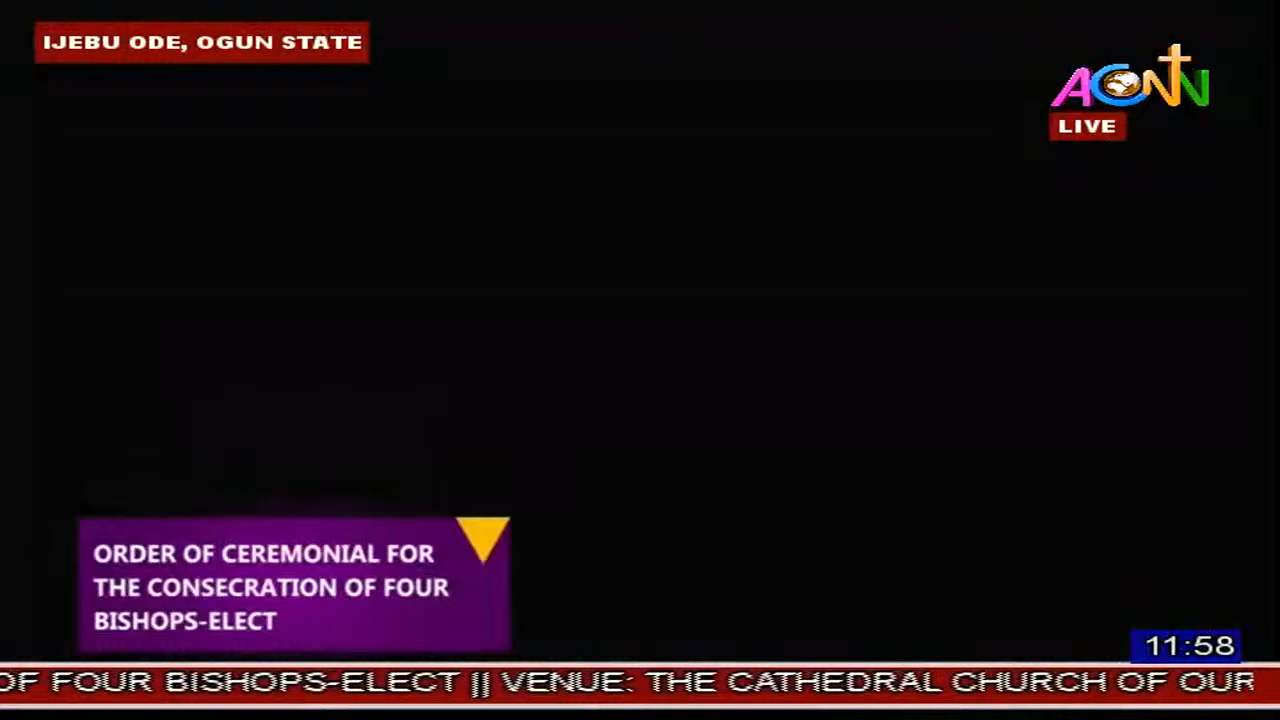 IJEBU ODE, OGUN STATE
ACNN
LIVE
ORDER OF CEREMONIAL FOR
THE CONSECRATION OF FOUR
BISHOPS-ELECT
11:58
OF FOUR BISHOPS-ELECT || VENUE: THE CATHEDRAL CHURCH OF OUR